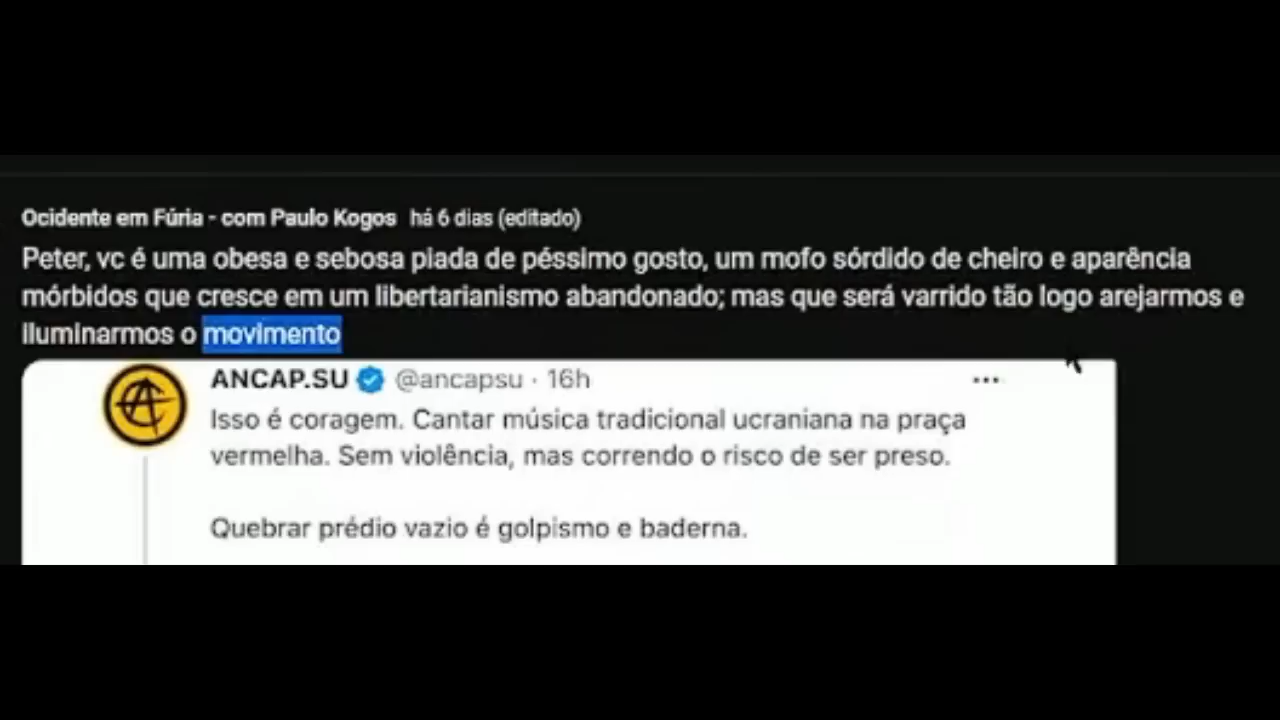 Ocidente em Fúria - com Paulo Kogos há 6 dias (editado)
Peter, vc é uma obesa e sebosa piada de péssimo gosto, um mofo sórdido de cheiro e aparência
mórbidos que cresce em um libertarianismo abandonado; mas que será varrido tão logo arejarmos e
iluminarmos o movimento
ANCAP.SU @ancapsu · 16h ...
Isso é coragem. Cantar música tradicional ucraniana na praça
vermelha. Sem violência, mas correndo o risco de ser preso.
Quebrar prédio vazio é golpismo e baderna.